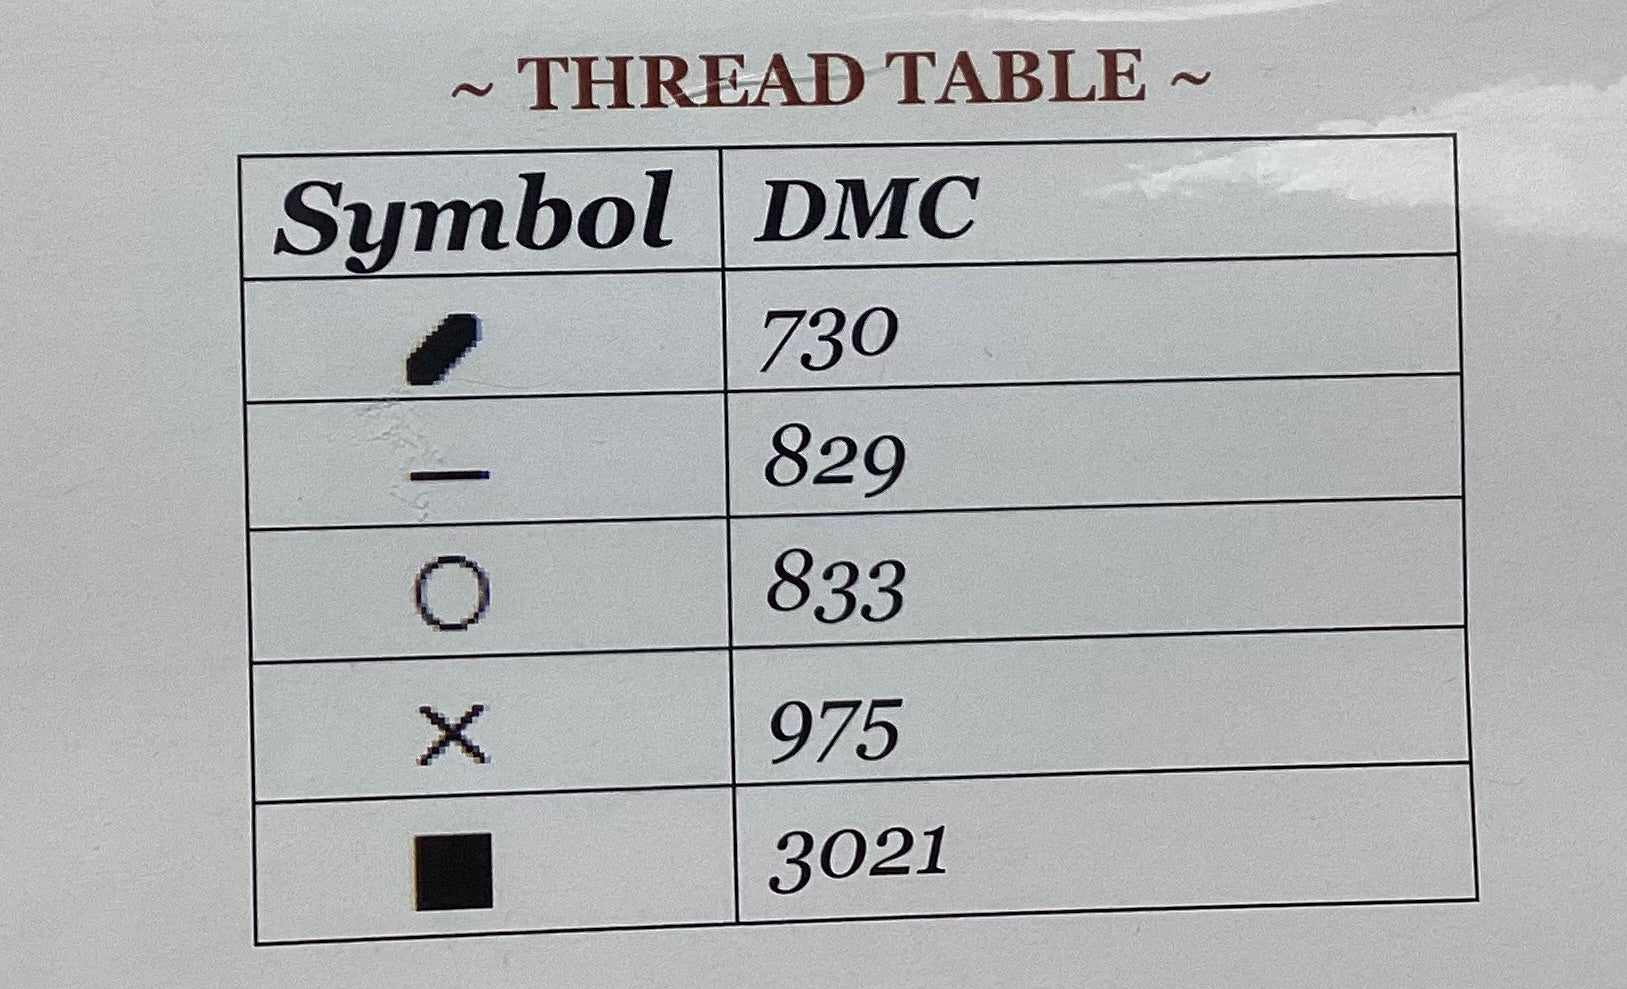 ~ THREAD TABLE ~
Symbol DMC
730
— 829
○ 833
× 975
■ 3021